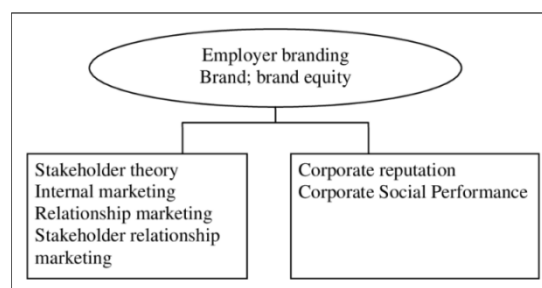 Employer branding
Brand; brand equity
Stakeholder theory
Internal marketing
Relationship marketing
Stakeholder relationship
marketing
Corporate reputation
Corporate Social Performance